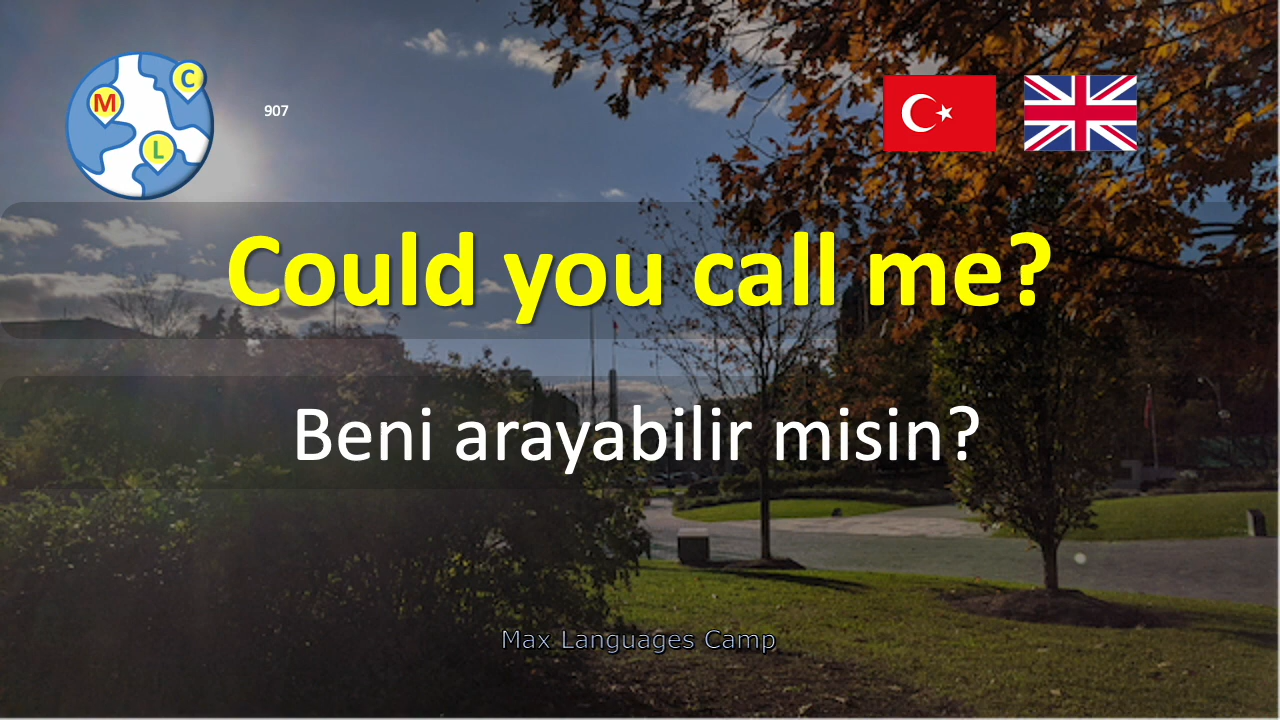 M
C
L
907
Could you call me?
Beni arayabilir misin?
Max Languages Camp